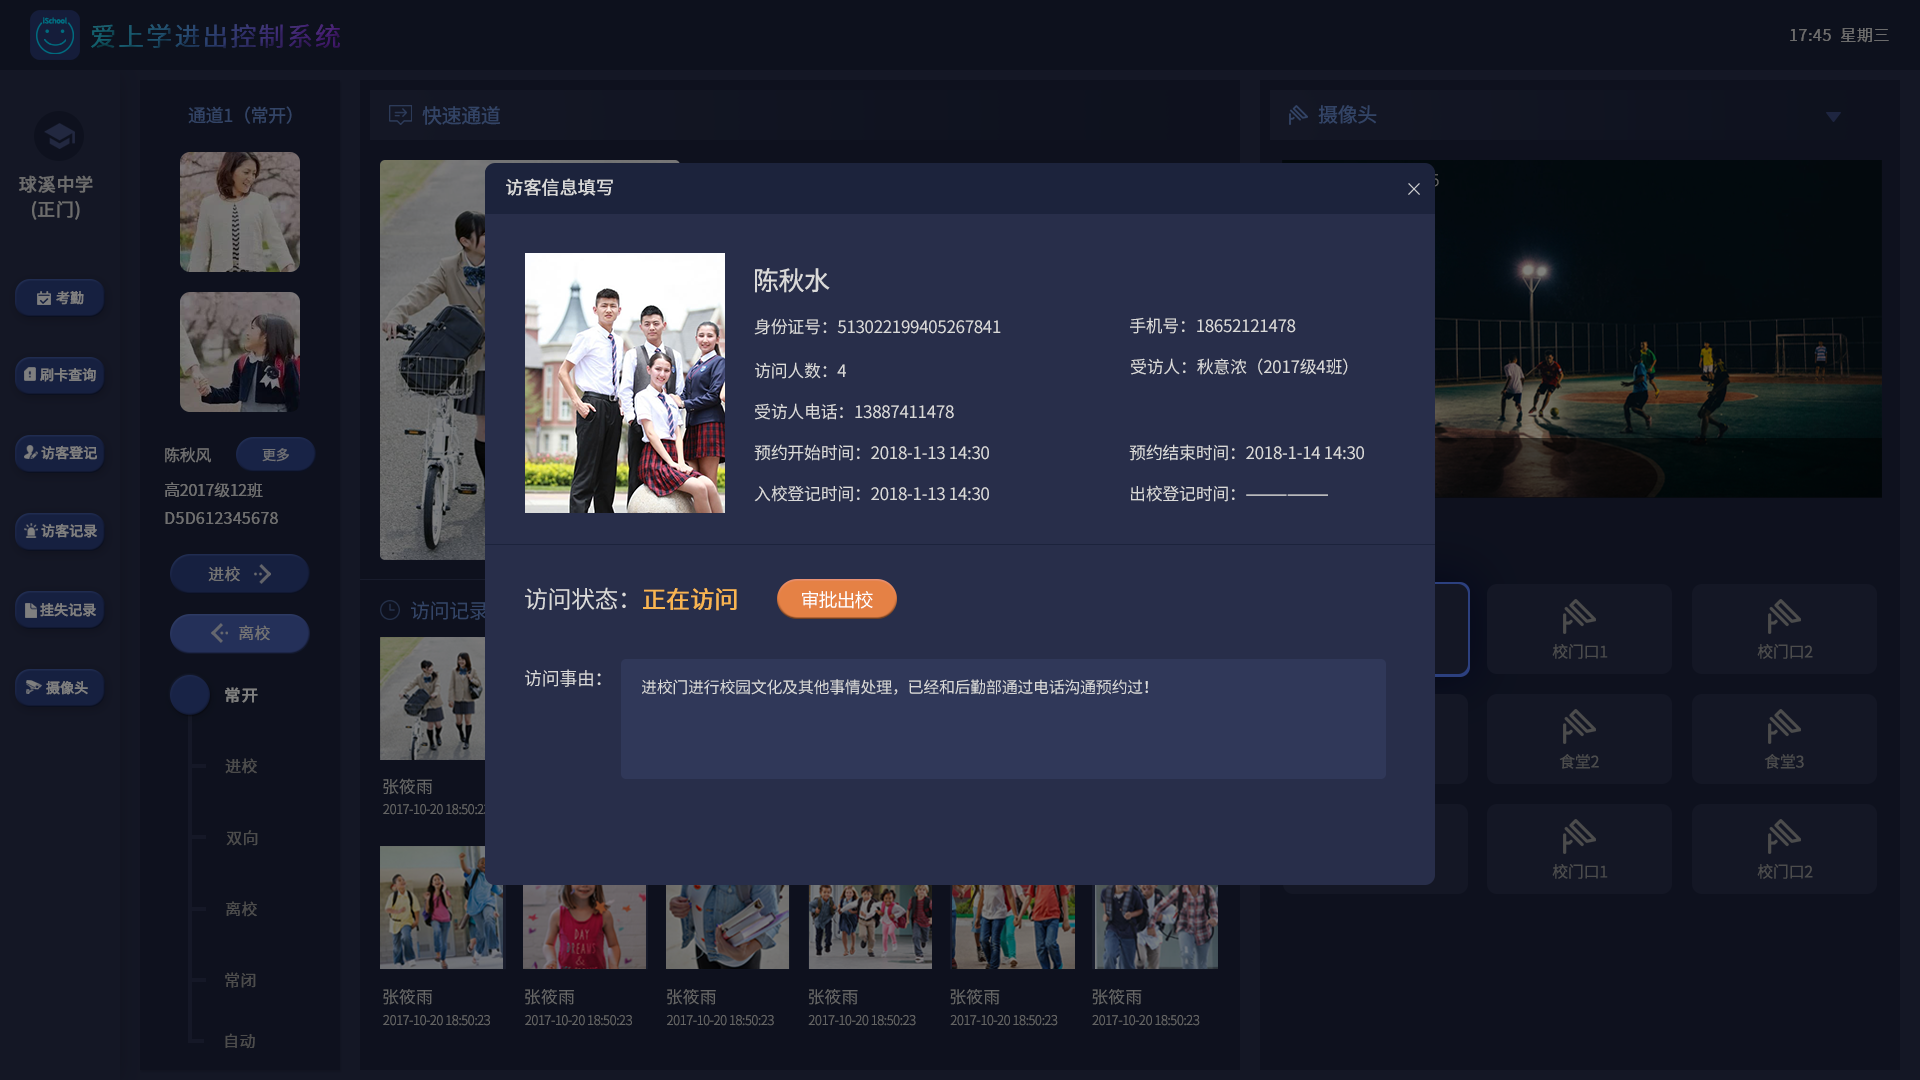 iSchool
爱上学进出控制系统
17:45 星期三
球溪中学
(正门)
考勤
刷卡查询
访客登记
访客记录
挂失记录
摄像头
通道1（常开）
陈秋风
更多
高2017级12班
D5D612345678
进校
离校
常开
进校
双向
离校
常闭
自动
快速通道
访问记录
张筱雨
2017-10-20 18:50:23
张筱雨
2017-10-20 18:50:23
张筱雨
2017-10-20 18:50:23
张筱雨
2017-10-20 18:50:23
张筱雨
2017-10-20 18:50:23
张筱雨
2017-10-20 18:50:23
张筱雨
2017-10-20 18:50:23
DAY
DREAMS
&
访客信息填写
陈秋水
身份证号：513022199405267841
手机号：18652121478
访问人数：4
受访人：秋意浓（2017级4班）
受访人电话：13887411478
预约开始时间：2018-1-13 14:30
预约结束时间：2018-1-14 14:30
入校登记时间：2018-1-13 14:30
出校登记时间：—————
访问状态：正在访问
审批出校
访问事由：
进校门进行校园文化及其他事情处理，已经和后勤部通过电话沟通预约过！
摄像头
5
校门口1
校门口2
食堂2
食堂3
校门口1
校门口2